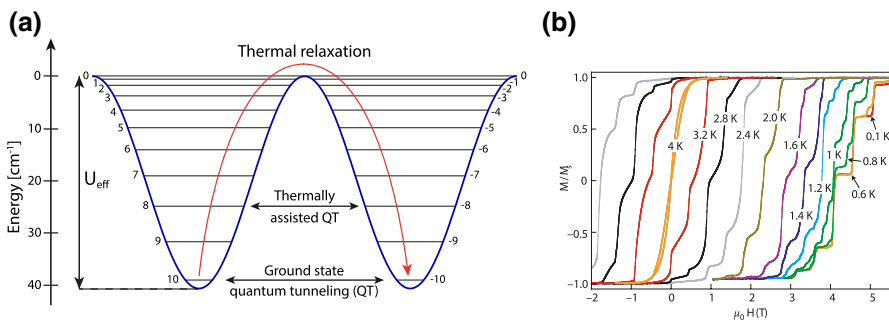 (a)
Thermal relaxation
Energy [cm⁻¹]
0
10
20
30
40
U_eff
0
1
2
3
4
5
6
7
8
9
10
0
-1
-2
-3
-4
-5
-6
-7
-8
-9
-10
Thermally
assisted QT
Ground state
quantum tunneling (QT)
(b)
M/Ms
1.0
0.5
0
−0.5
−1.0
4 K
3.2 K
2.8 K
2.4 K
2.0 K
1.6 K
1.4 K
1.2 K
1 K
0.8 K
0.6 K
0.1 K
-2
-1
0
1
2
3
4
5
μ₀ H (T)